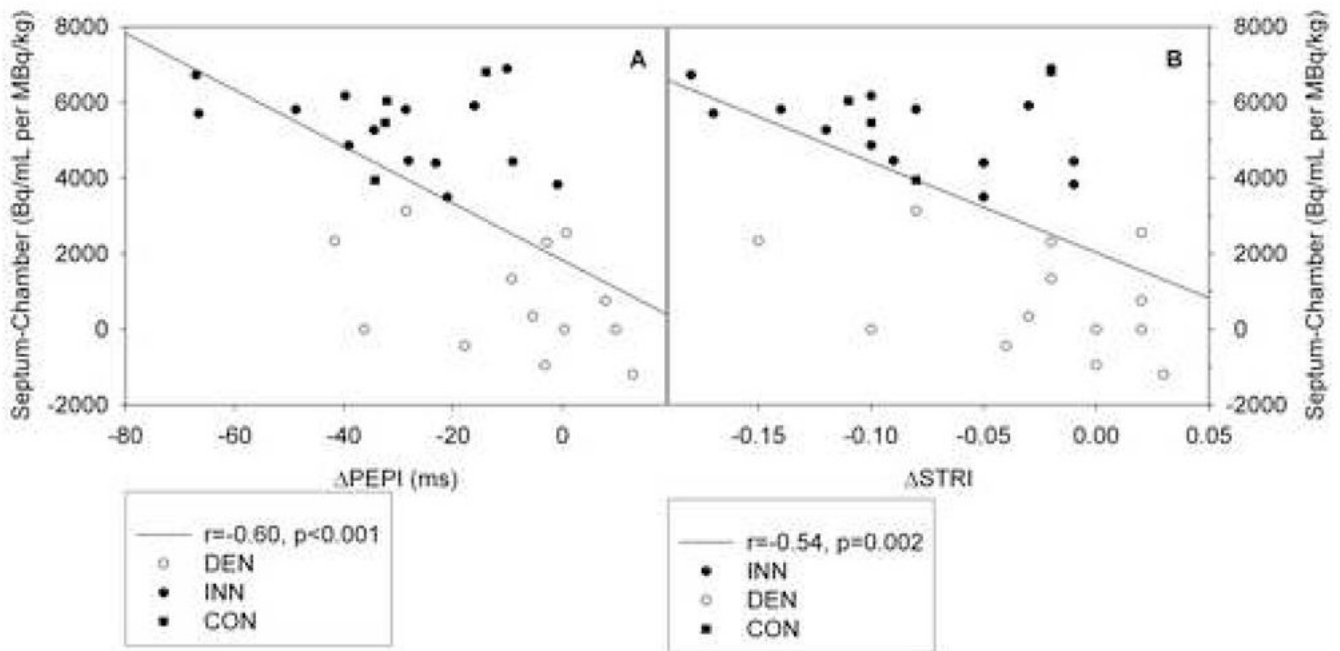 Septum-Chamber (Bq/mL per MBq/kg)
8000
6000
4000
2000
0
-2000
A
-80
-60
-40
-20
0
ΔPEPI (ms)
B
-0.15
-0.10
-0.05
0.00
0.05
ΔSTRI
8000
6000
4000
2000
0
-2000
Septum-Chamber (Bq/mL per MBq/kg)
r=-0.60, p<0.001
DEN
INN
CON
r=-0.54, p=0.002
INN
DEN
CON